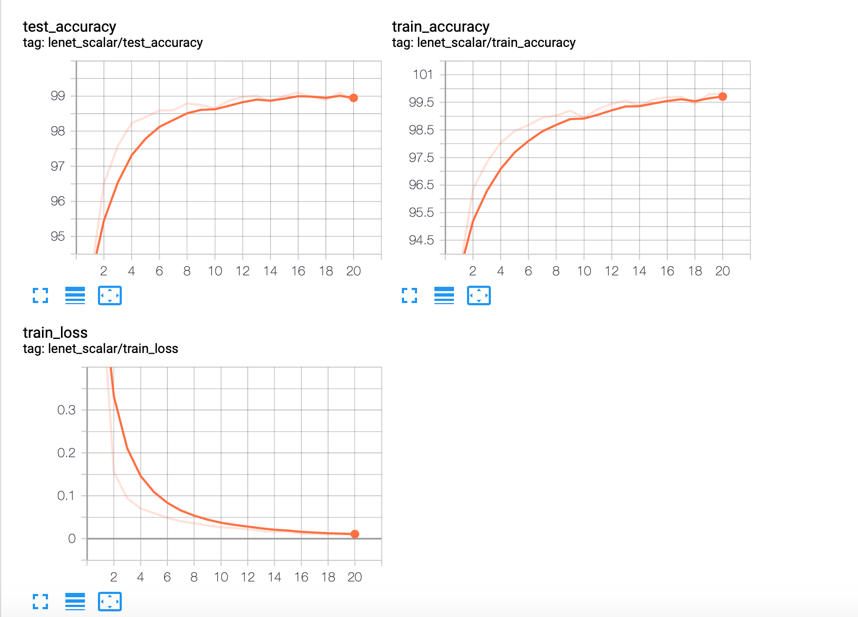 test_accuracy
tag: lenet_scalar/test_accuracy
99
98
97
96
95
2 4 6 8 10 12 14 16 18 20
train_accuracy
tag: lenet_scalar/train_accuracy
101
99.5
98.5
97.5
96.5
95.5
94.5
2 4 6 8 10 12 14 16 18 20
train_loss
tag: lenet_scalar/train_loss
0.3
0.2
0.1
0
2 4 6 8 10 12 14 16 18 20